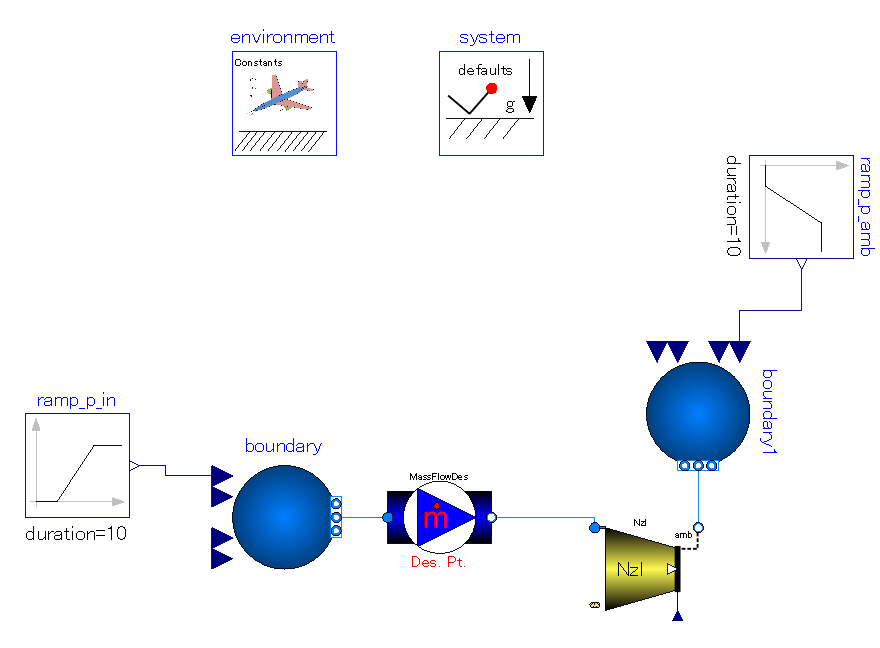 environment
system
Constants
defaults
g
ramp_p_amb
duration=10
ramp_p_in
boundary
boundary1
duration=10
MassFlowDes
ṁ
Des. Pt.
Nzl
amb
Nzl